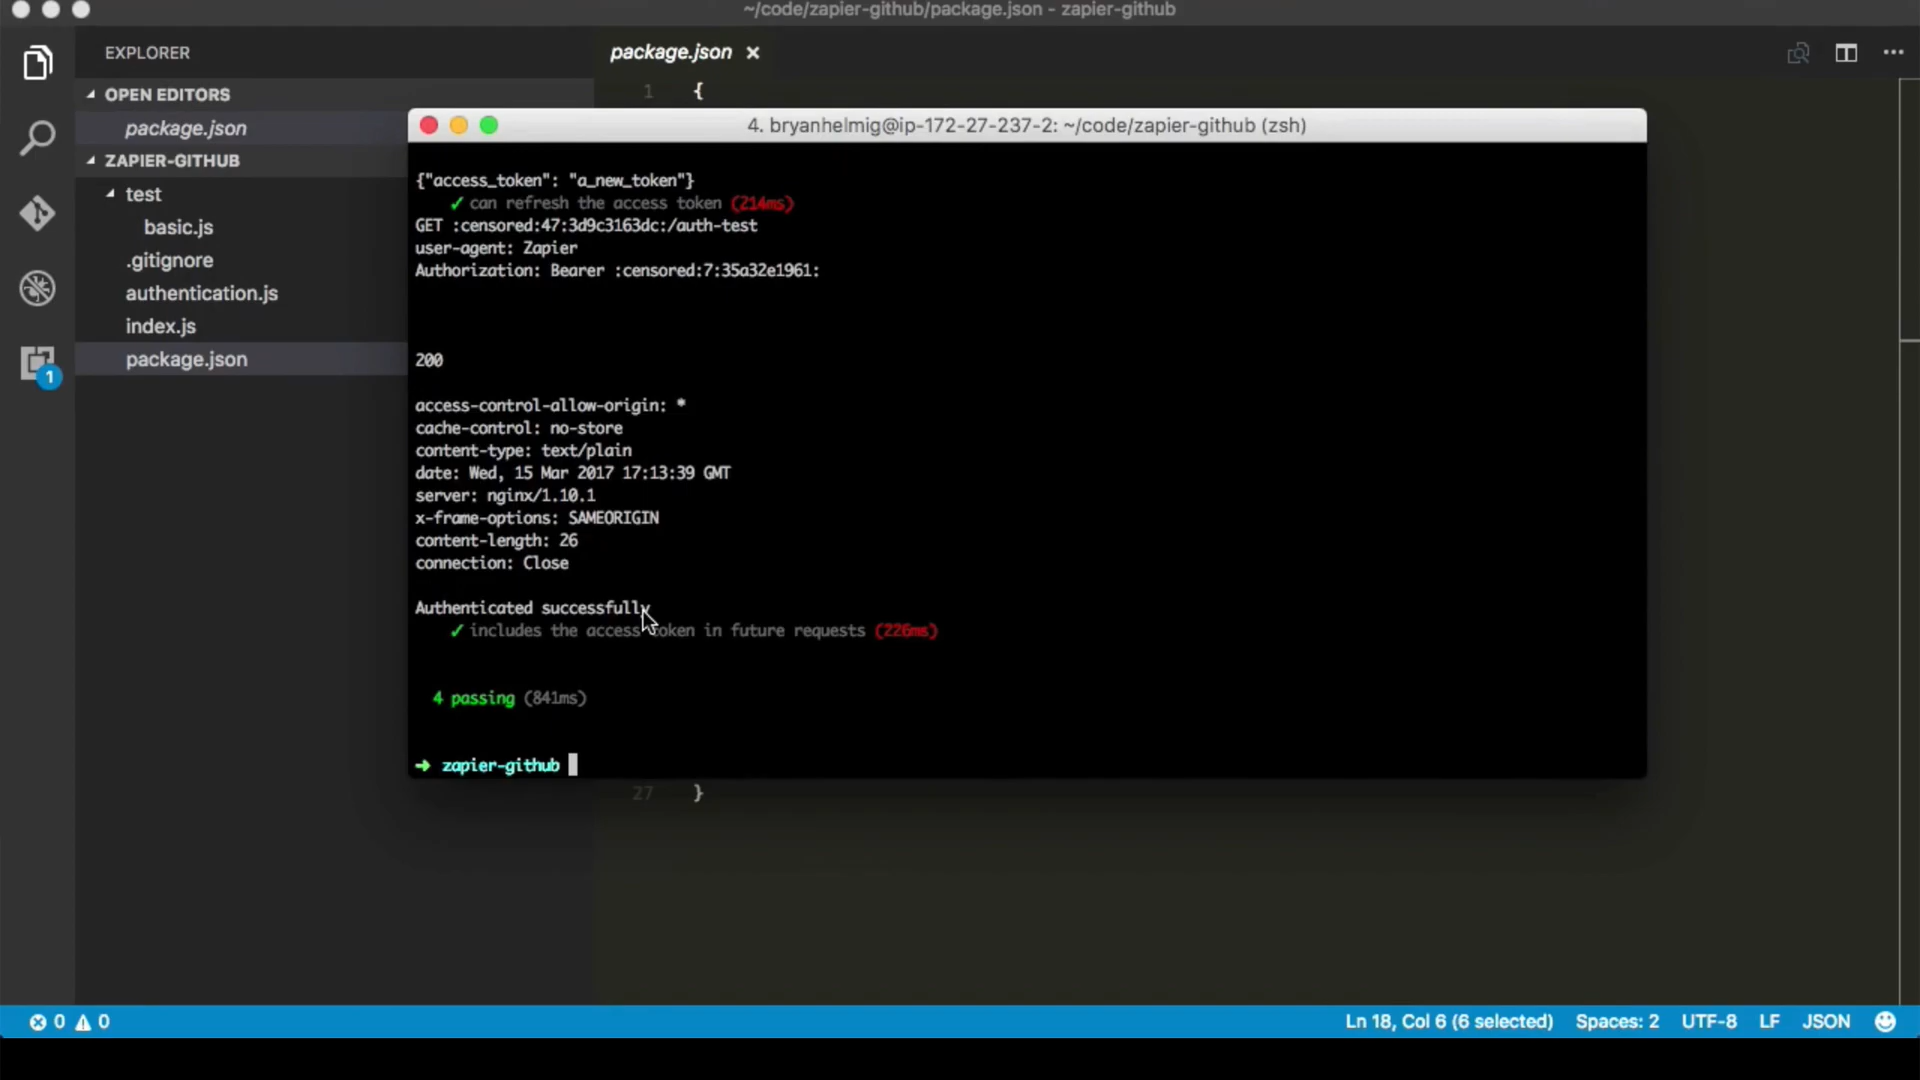 ~/code/zapier-github/package.json - zapier-github
EXPLORER
package.json ×
OPEN EDITORS
package.json
ZAPIER-GITHUB
test
basic.js
.gitignore
authentication.js
index.js
package.json
1
1 {
4. bryanhelmig@ip-172-27-237-2: ~/code/zapier-github (zsh)
{"access_token": "a_new_token"}
✓ can refresh the access token (214ms)
GET :censored:47:3d9c3163dc:/auth-test
user-agent: Zapier
Authorization: Bearer :censored:7:35a32e1961:
200
access-control-allow-origin: *
cache-control: no-store
content-type: text/plain
date: Wed, 15 Mar 2017 17:13:39 GMT
server: nginx/1.10.1
x-frame-options: SAMEORIGIN
content-length: 26
connection: Close
Authenticated successfully
✓ includes the access token in future requests (226ms)
4 passing (841ms)
➜ zapier-github
27 }
0 0
Ln 18, Col 6 (6 selected) Spaces: 2 UTF-8 LF JSON